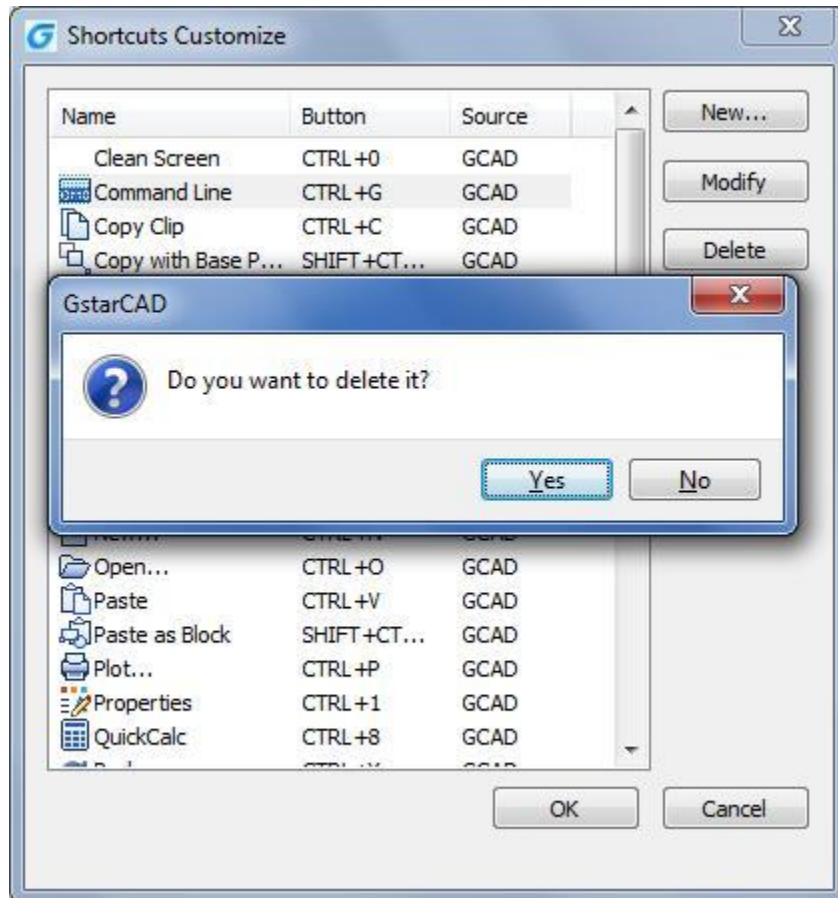 Shortcuts Customize
Name Button Source
New...
Clean Screen CTRL+0 GCAD
Command Line CTRL+G GCAD
Modify
Copy Clip CTRL+C GCAD
Copy with Base P... SHIFT+CT... GCAD
Delete
GstarCAD
Do you want to delete it?
Yes No
Open... CTRL+O GCAD
Paste CTRL+V GCAD
Paste as Block SHIFT+CT... GCAD
Plot... CTRL+P GCAD
Properties CTRL+1 GCAD
QuickCalc CTRL+8 GCAD
OK Cancel